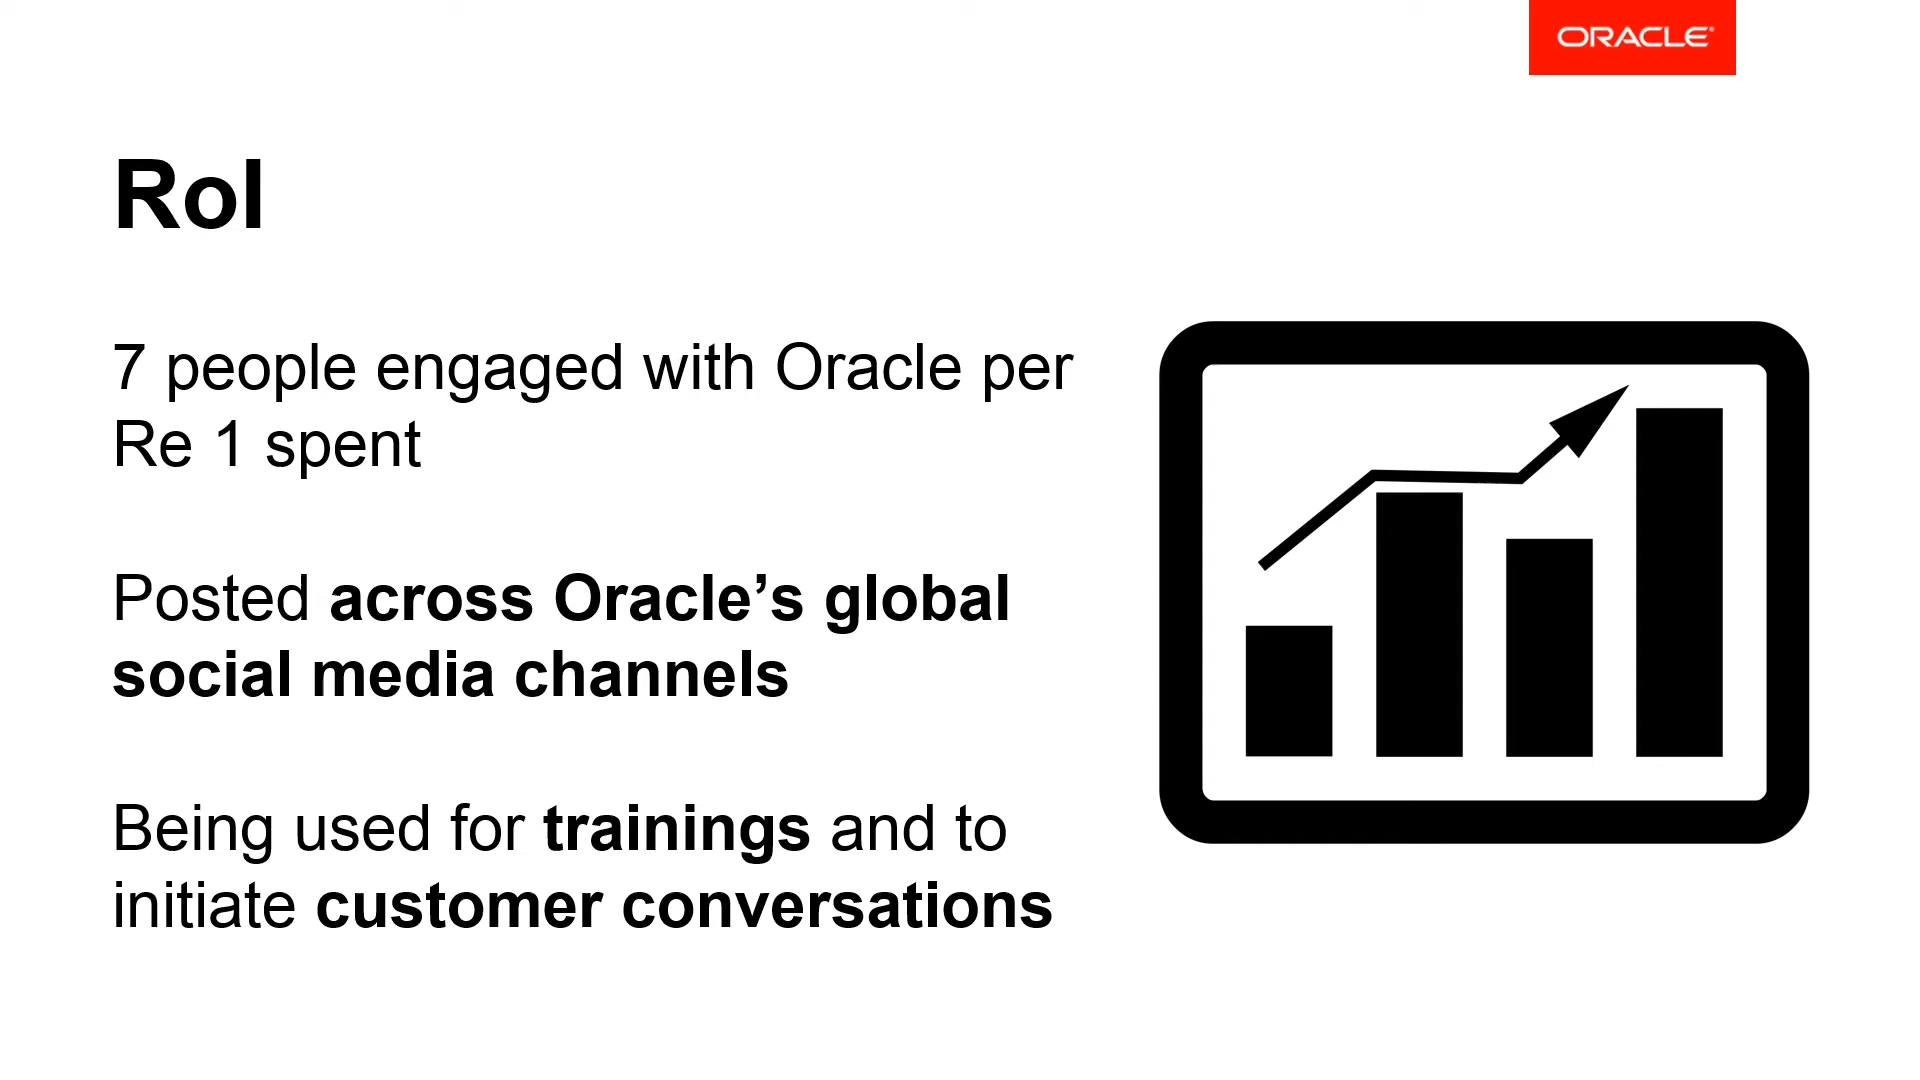 ORACLE®
RoI
7 people engaged with Oracle per
Re 1 spent
Posted across Oracle’s global
social media channels
Being used for trainings and to
initiate customer conversations